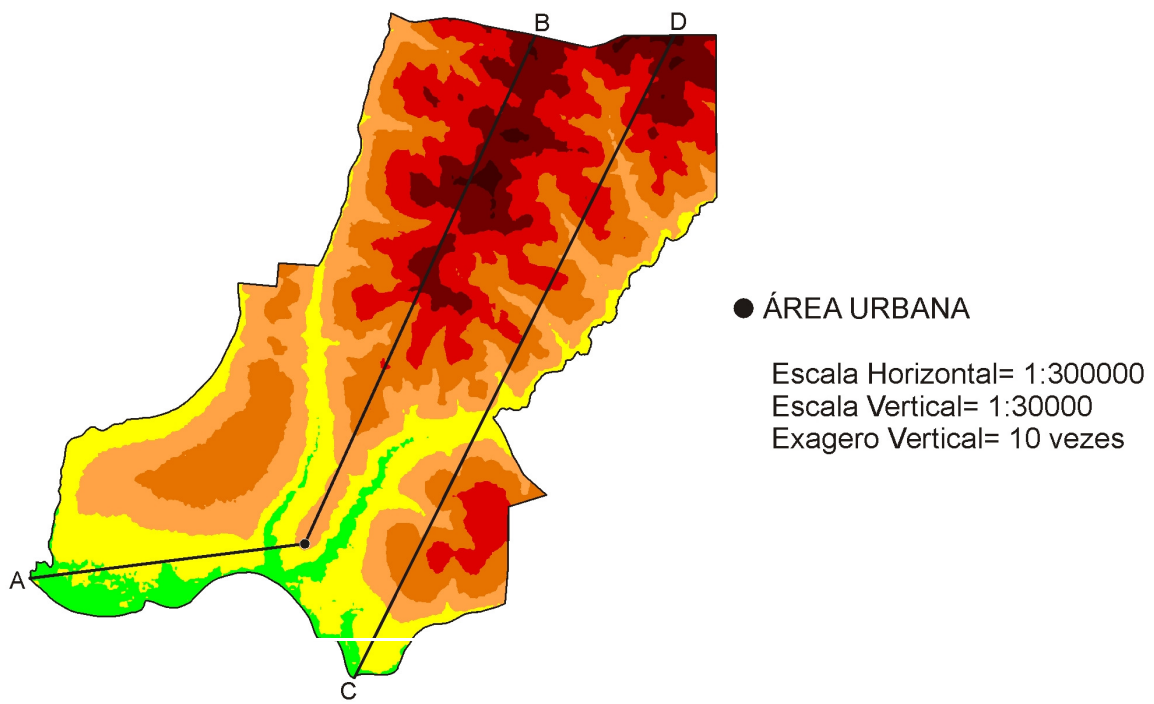 B
D
ÁREA URBANA
Escala Horizontal= 1:300000
Escala Vertical= 1:30000
Exagero Vertical= 10 vezes
A
C